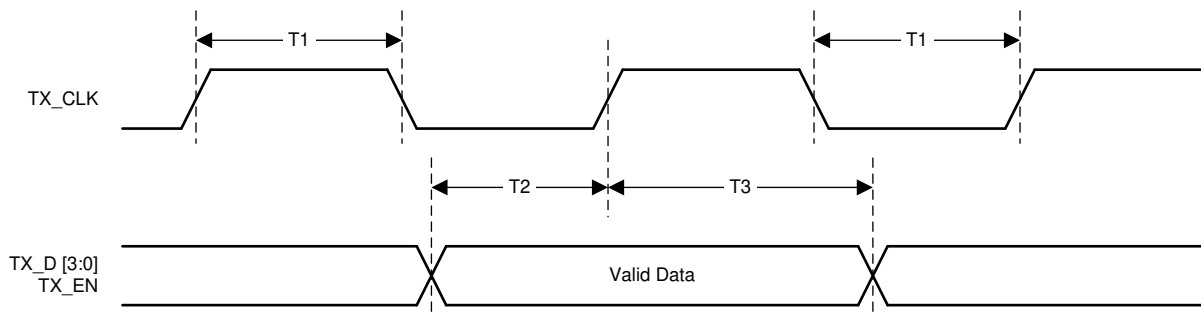 T1
T1
TX_CLK
T2
T3
TX_D [3:0]
TX_EN
Valid Data